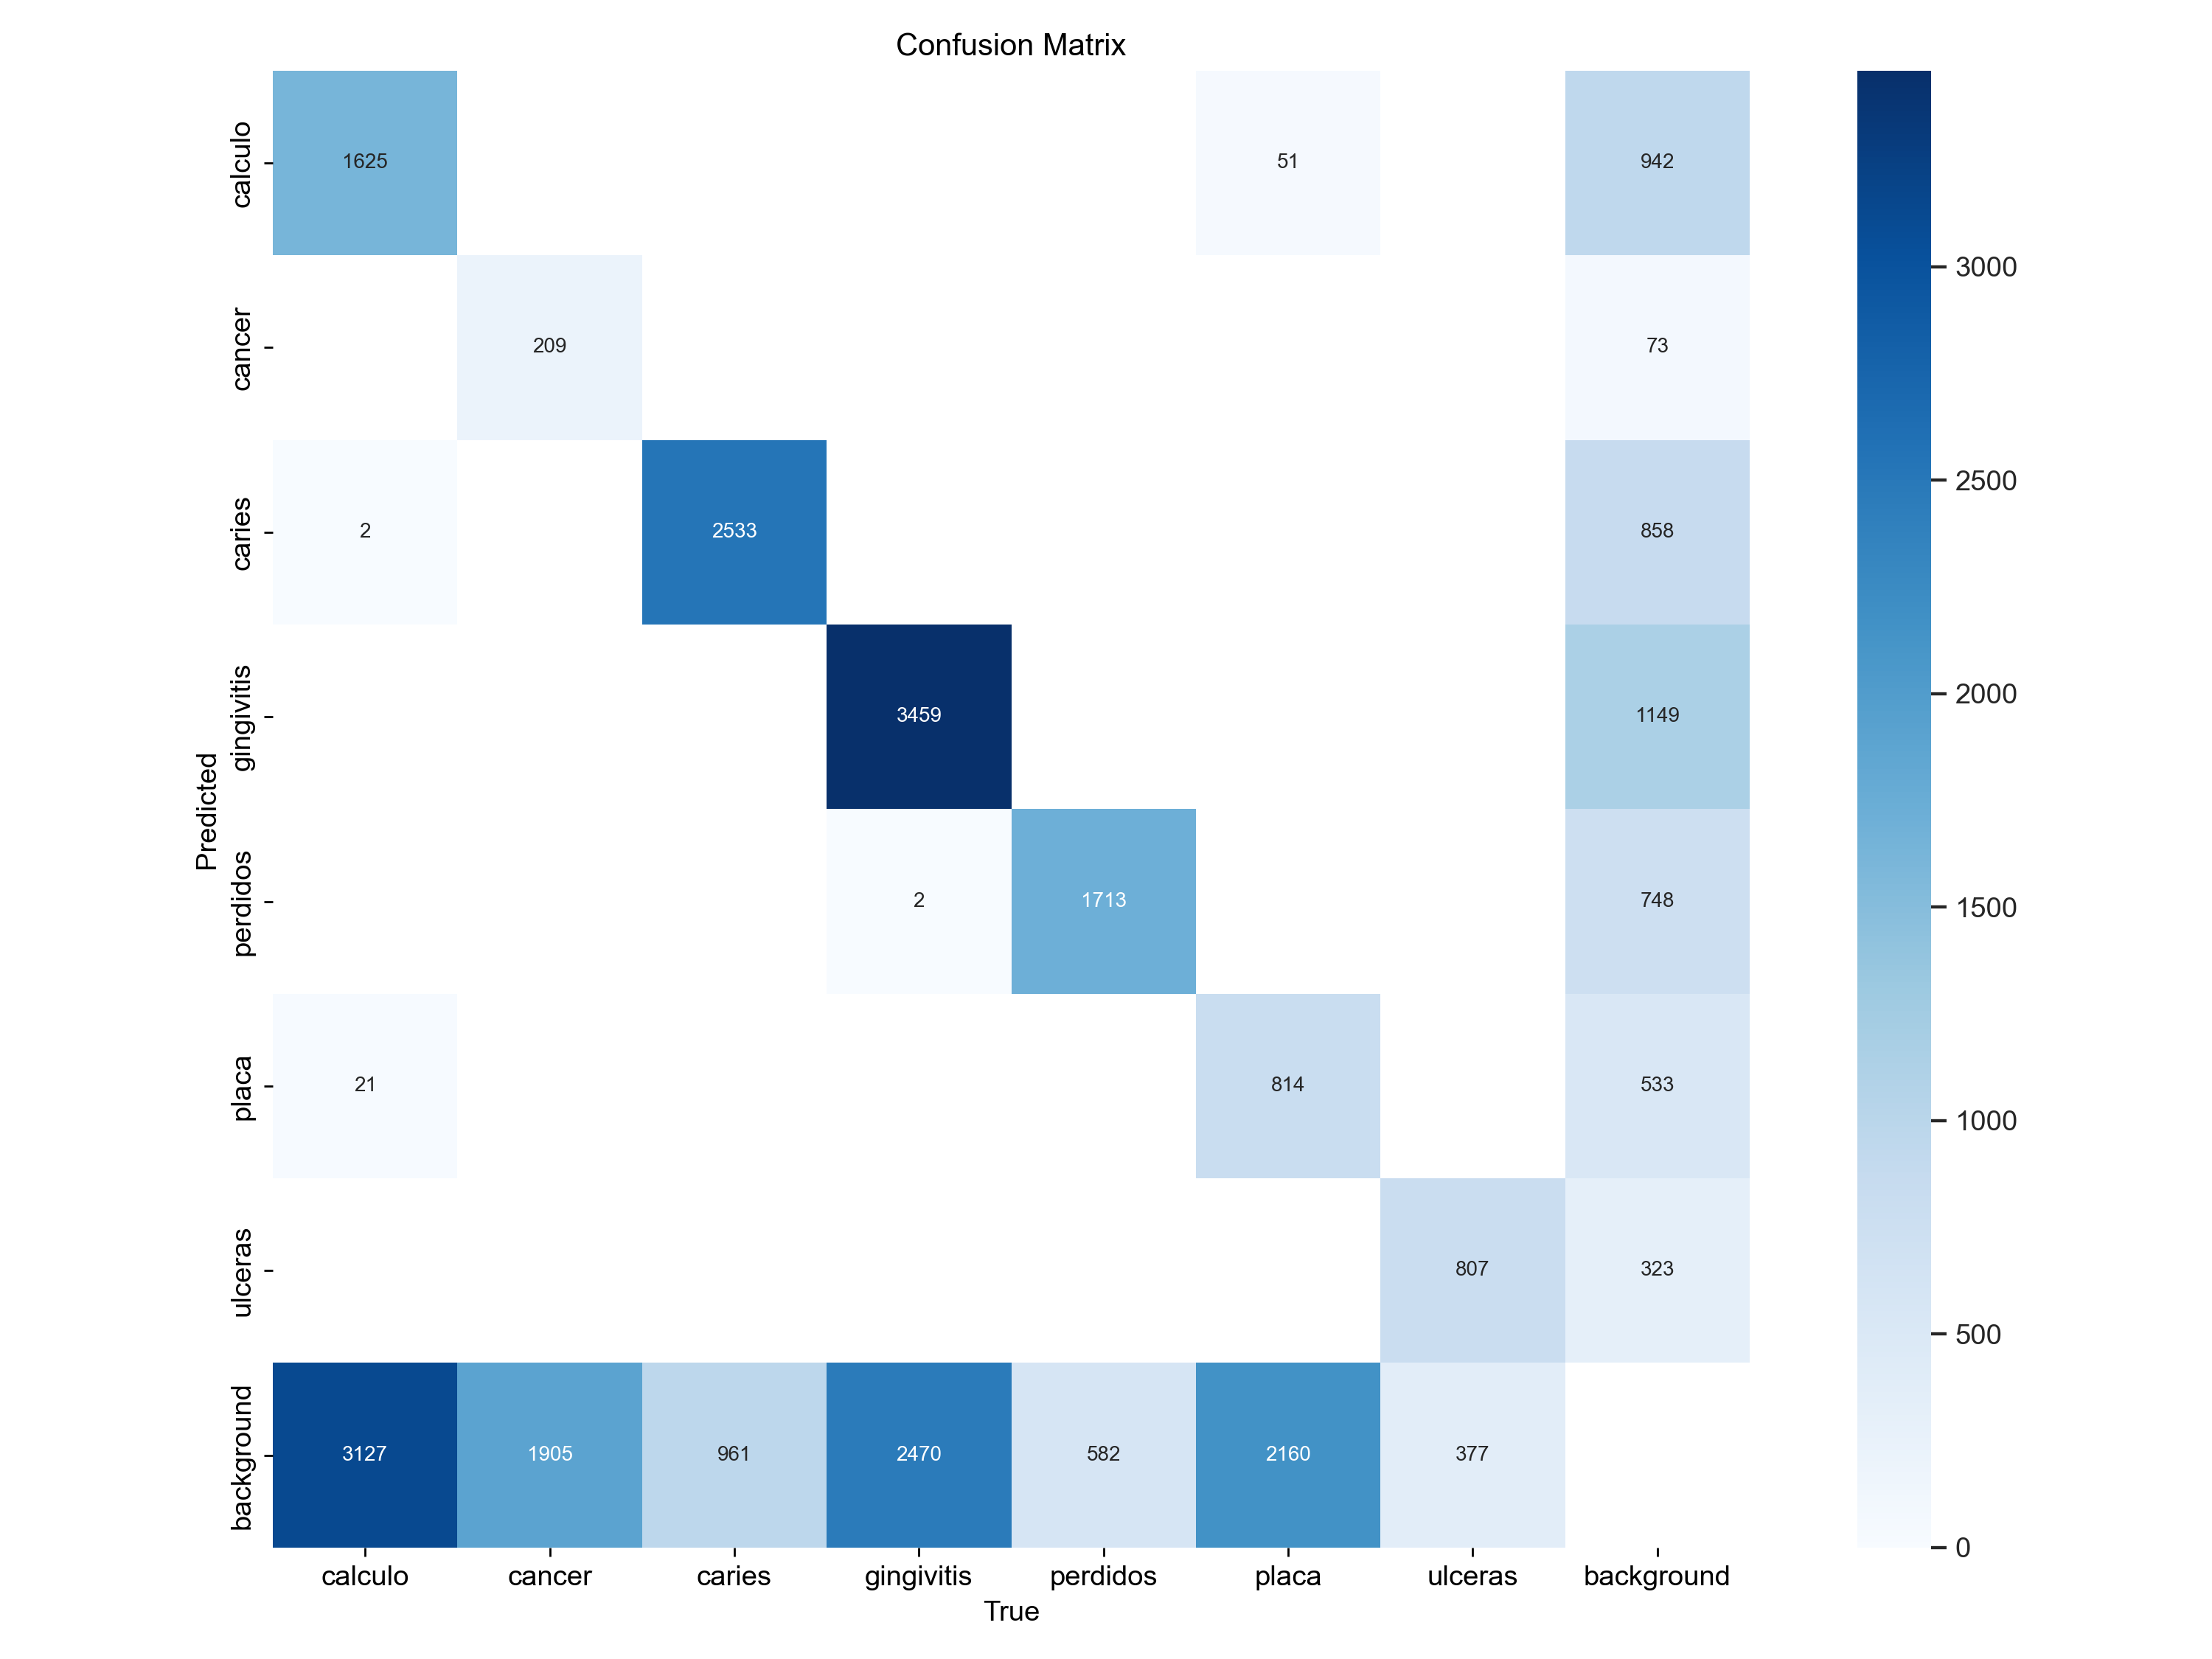 Confusion Matrix
calculo 1625 51 942
cancer 209 73
caries 2 2533 858
gingivitis 3459 1149
perdidos 2 1713 748
placa 21 814 533
ulceras 807 323
background 3127 1905 961 2470 582 2160 377
calculo cancer caries gingivitis perdidos placa ulceras background
True
Predicted
3000
2500
2000
1500
1000
500
0